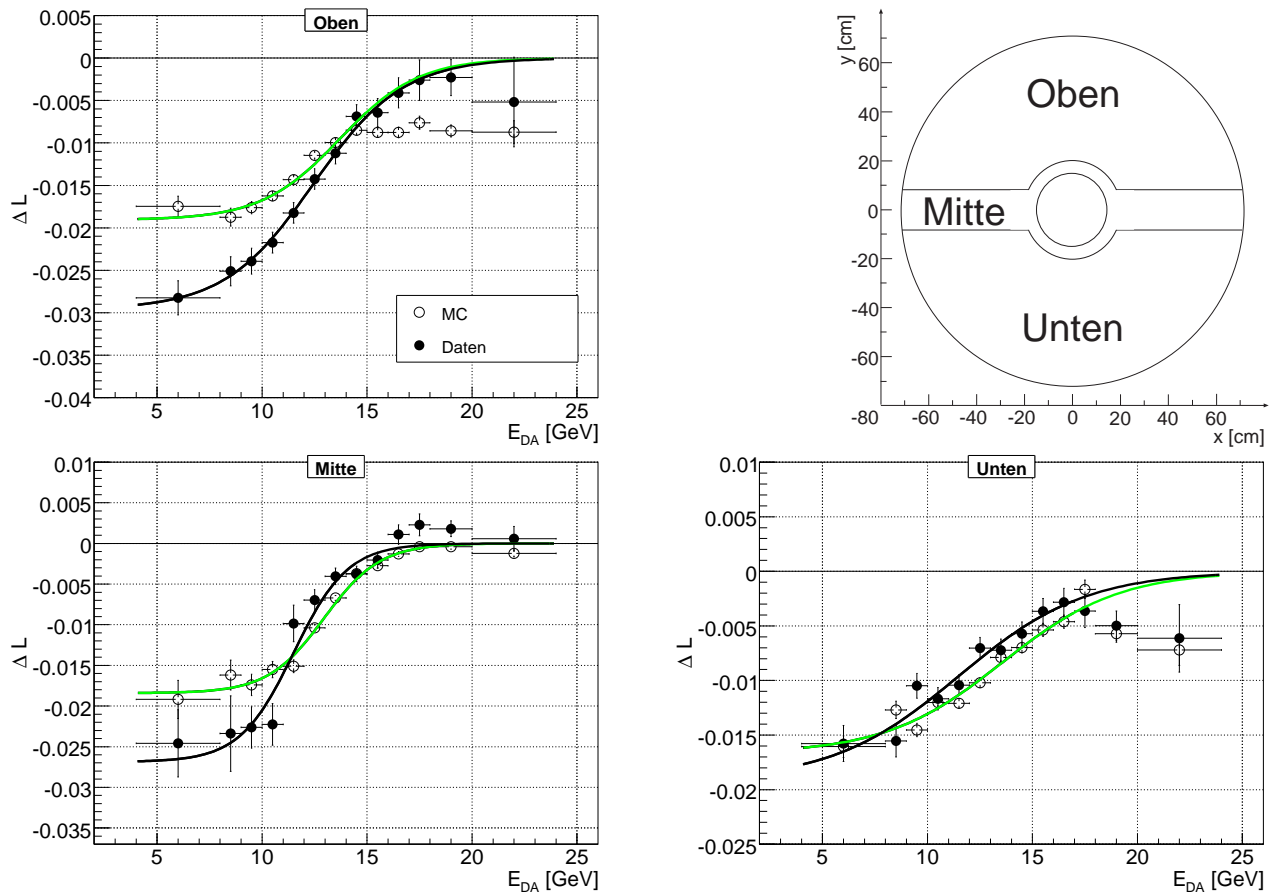 Oben
0.005
0
-0.005
-0.01
-0.015
-0.02
-0.025
-0.03
-0.035
-0.04
Δ L
MC
Daten
5 10 15 20 25
E_DA [GeV]
y [cm]
60
40
20
0
-20
-40
-60
-80
Oben
Mitte
Unten
-80 -60 -40 -20 0 20 40 60
x [cm]
Mitte
0.01
0.005
0
-0.005
-0.01
-0.015
-0.02
-0.025
-0.03
-0.035
Δ L
5 10 15 20 25
E_DA [GeV]
Unten
0.01
0.005
0
-0.005
-0.01
-0.015
-0.02
-0.025
Δ L
5 10 15 20 25
E_DA [GeV]